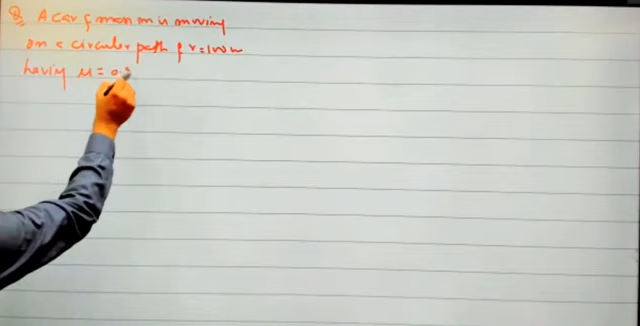 Q, A car of mass m is moving
on a circular path of r=100m
having μ = 0.